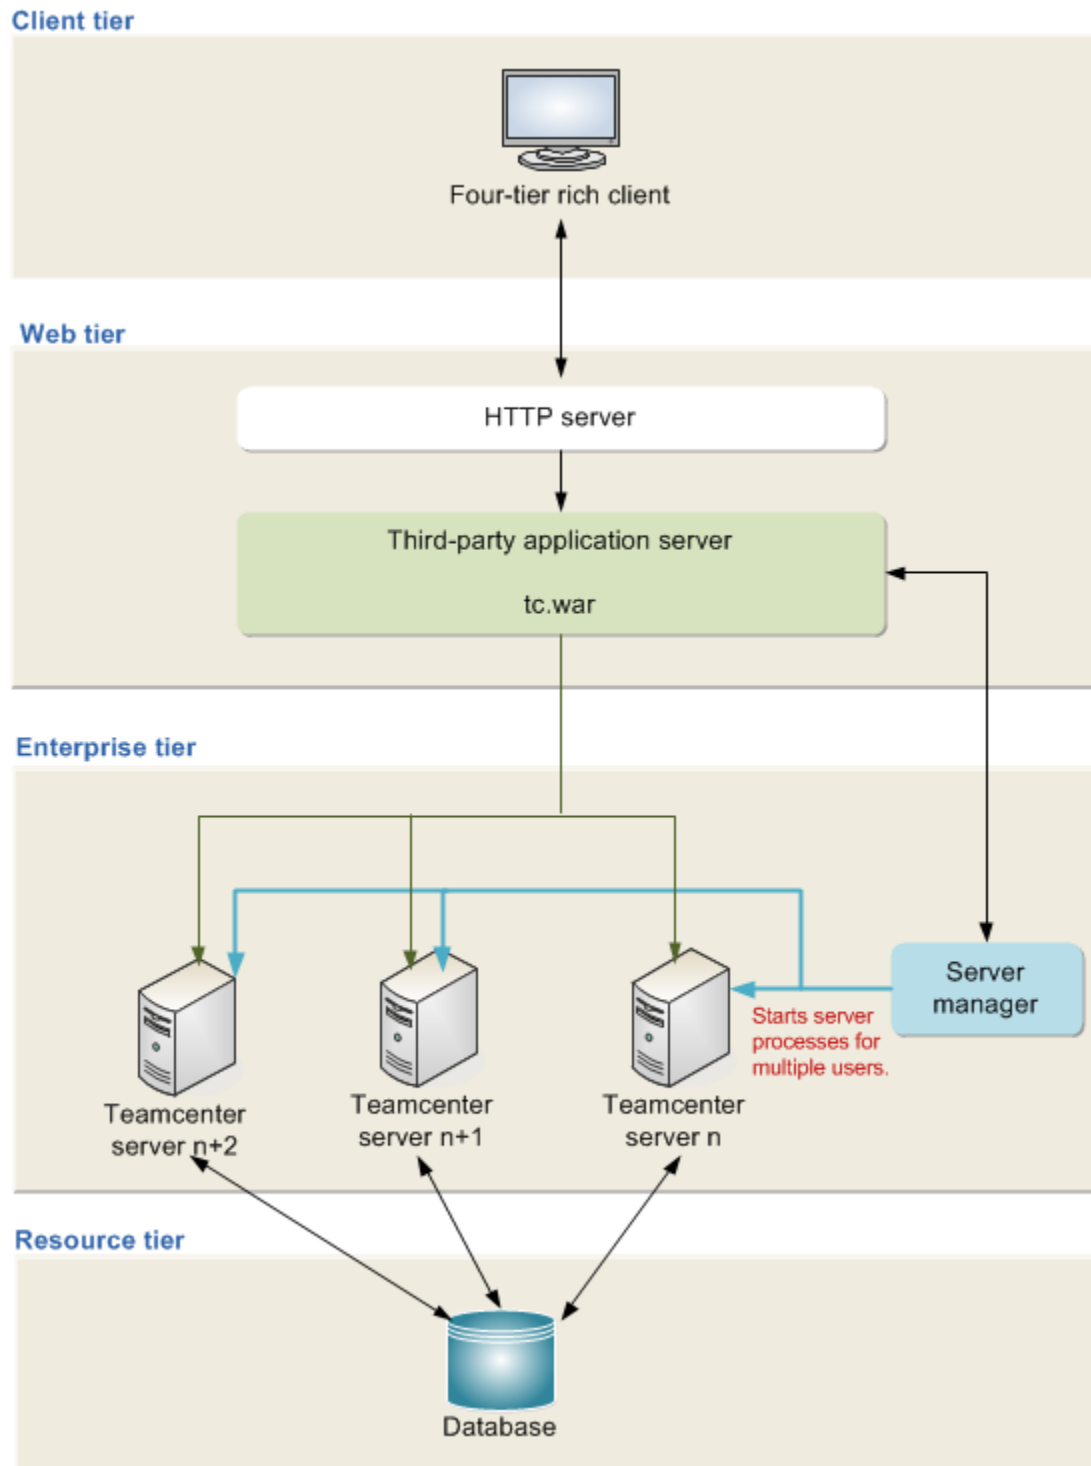 Client tier
Four-tier rich client
Web tier
HTTP server
Third-party application server
tc.war
Enterprise tier
Server
manager
Starts server
processes for
multiple users.
Teamcenter
server n+2
Teamcenter
server n+1
Teamcenter
server n
Resource tier
Database